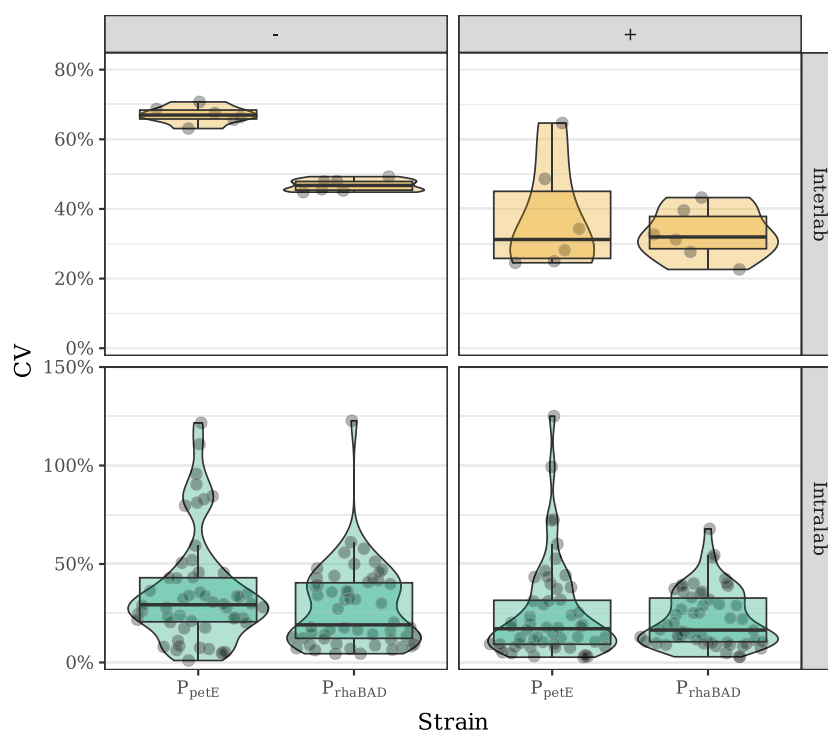 - +
80%
60%
40%
20%
0%
Interlab
CV
150%
100%
50%
0%
Intralab
PpetE PrhaBAD PpetE PrhaBAD
Strain